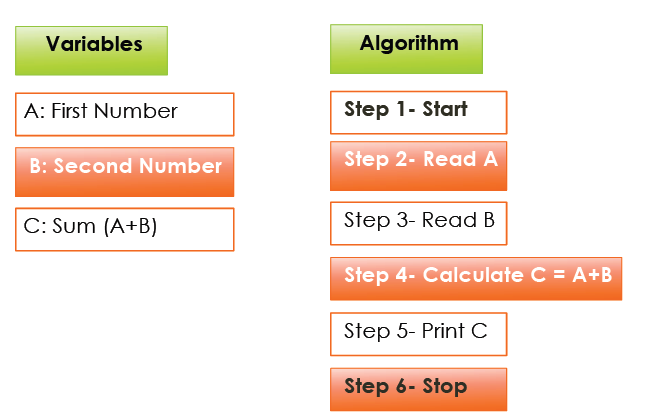 Variables
A: First Number
B: Second Number
C: Sum (A+B)
Algorithm
Step 1- Start
Step 2- Read A
Step 3- Read B
Step 4- Calculate C = A+B
Step 5- Print C
Step 6- Stop